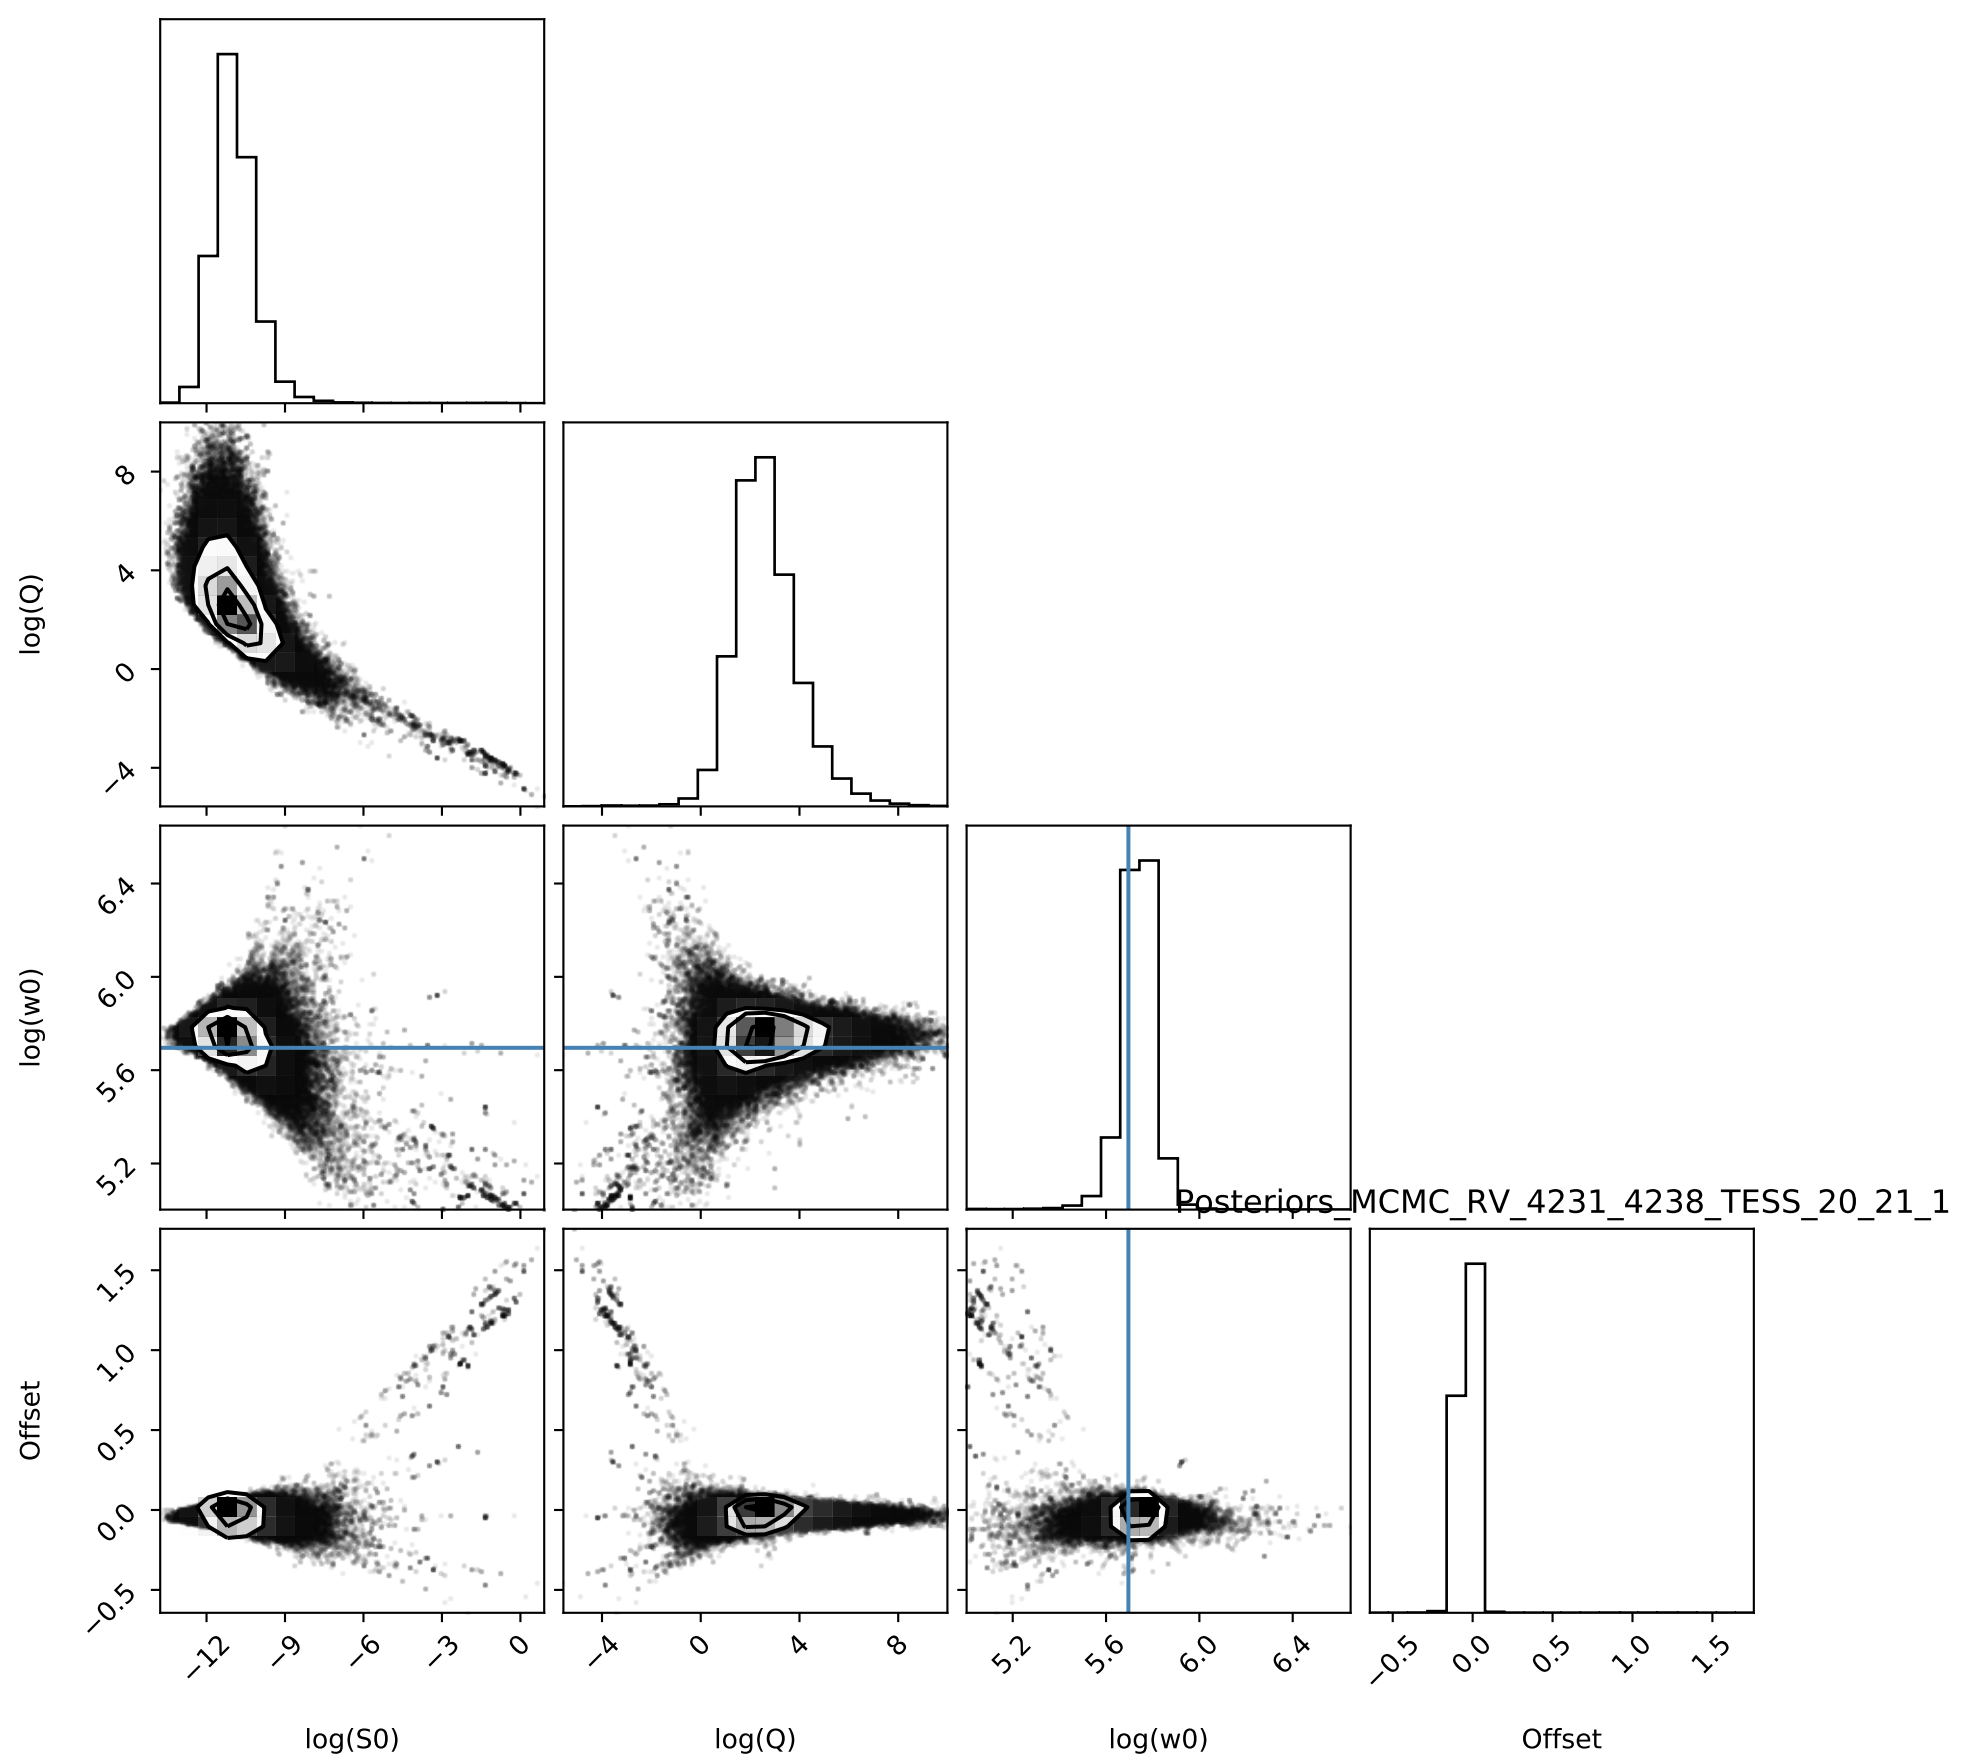 log(Q)
8
4
0
−4
log(w0)
6.4
6.0
5.6
5.2
Posteriors_MCMC_RV_4231_4238_TESS_20_21_1
Offset
1.5
1.0
0.5
0.0
−0.5
−12 −9 −6 −3 0
−4 0 4 8
5.2 5.6 6.0 6.4
−0.5 0.0 0.5 1.0 1.5
log(S0) log(Q) log(w0) Offset